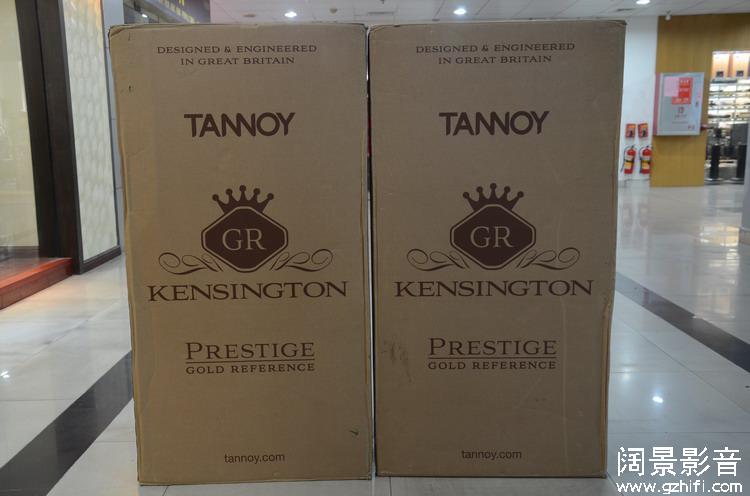 DESIGNED & ENGINEERED
IN GREAT BRITAIN
TANNOY
GR
KENSINGTON
PRESTIGE
GOLD REFERENCE
tannoy.com
DESIGNED & ENGINEERED
IN GREAT BRITAIN
TANNOY
GR
KENSINGTON
PRESTIGE
GOLD REFERENCE
tannoy.com
阔景影音
www.gzhifi.com